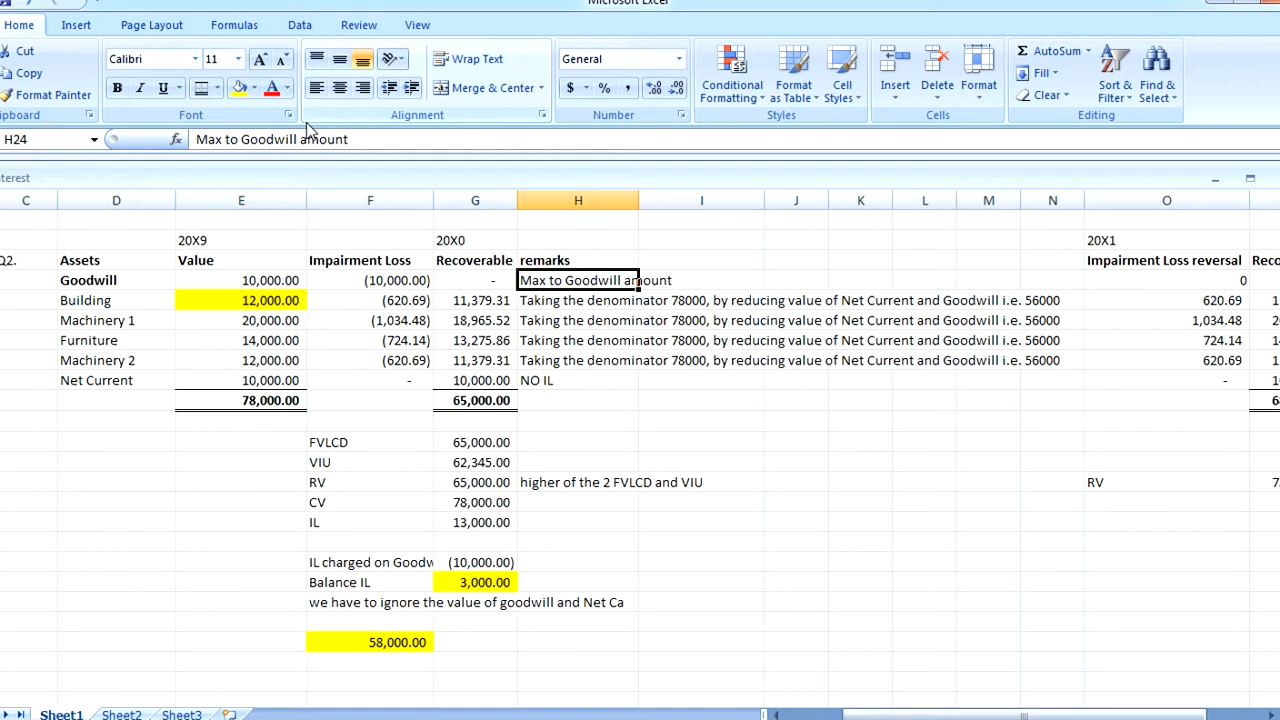 Microsoft Excel
Home Insert Page Layout Formulas Data Review View
Cut
Copy
Format Painter
Calibri 11
Wrap Text
Merge & Center
General
Conditional Formatting
Format as Table
Cell Styles
Insert Delete Format
AutoSum
Fill
Clear
Sort & Filter
Find & Select
Font Alignment Number Styles Cells Editing
H24 fx Max to Goodwill amount
C D E F G H I J K L M N O
20X9 20X0 20X1
Q2. Assets Value Impairment Loss Recoverable remarks Impairment Loss reversal
Goodwill 10,000.00 (10,000.00) - Max to Goodwill amount 0
Building 12,000.00 (620.69) 11,379.31 Taking the denominator 78000, by reducing value of Net Current and Goodwill i.e. 56000 620.69
Machinery 1 20,000.00 (1,034.48) 18,965.52 Taking the denominator 78000, by reducing value of Net Current and Goodwill i.e. 56000 1,034.48
Furniture 14,000.00 (724.14) 13,275.86 Taking the denominator 78000, by reducing value of Net Current and Goodwill i.e. 56000 724.14
Machinery 2 12,000.00 (620.69) 11,379.31 Taking the denominator 78000, by reducing value of Net Current and Goodwill i.e. 56000 620.69
Net Current 10,000.00 - 10,000.00 NO IL -
78,000.00 65,000.00
FVLCD 65,000.00
VIU 62,345.00
RV 65,000.00 higher of the 2 FVLCD and VIU RV
CV 78,000.00
IL 13,000.00
IL charged on Goodw (10,000.00)
Balance IL 3,000.00
we have to ignore the value of goodwill and Net Ca
58,000.00
Sheet1 Sheet2 Sheet3